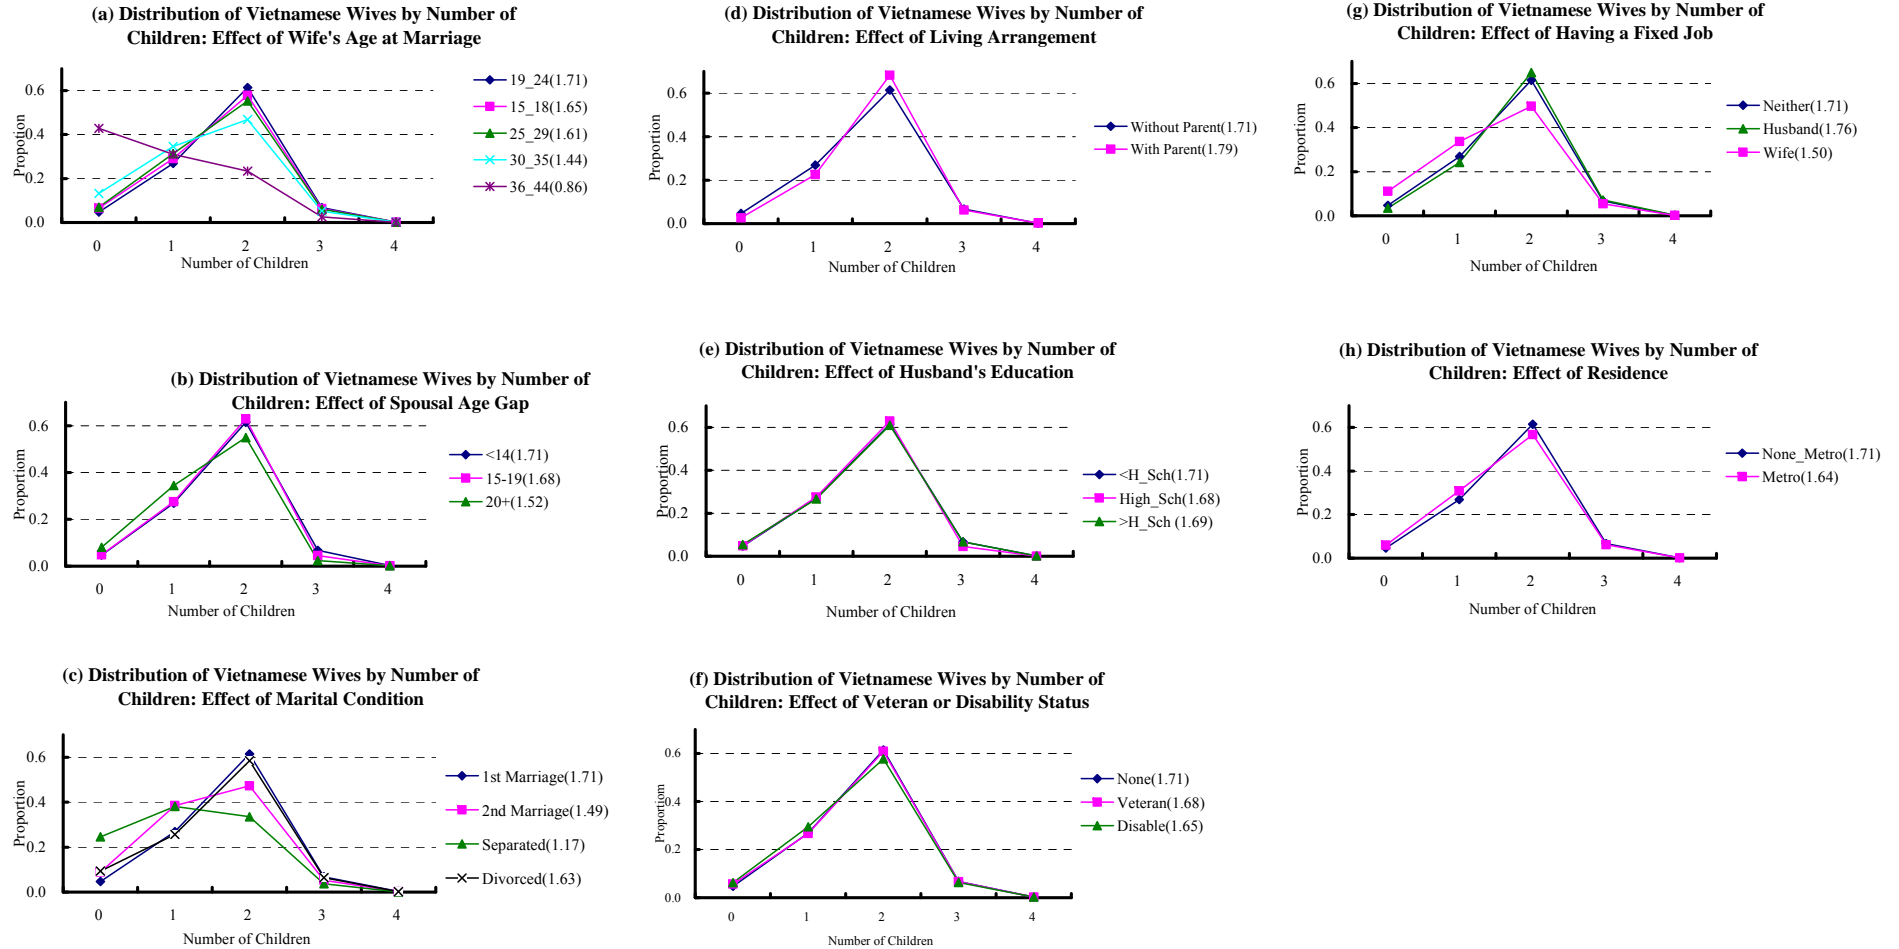 (a) Distribution of Vietnamese Wives by Number of
Children: Effect of Wife's Age at Marriage
Proportion
0.6
0.4
0.2
0.0
0 1 2 3 4
Number of Children
19_24(1.71)
15_18(1.65)
25_29(1.61)
30_35(1.44)
36_44(0.86)
(b) Distribution of Vietnamese Wives by Number of
Children: Effect of Spousal Age Gap
Proportiom
0.6
0.4
0.2
0.0
0 1 2 3 4
Number of Children
<14(1.71)
15-19(1.68)
20+(1.52)
(c) Distribution of Vietnamese Wives by Number of
Children: Effect of Marital Condition
Proportiom
0.6
0.4
0.2
0.0
0 1 2 3 4
Number of Children
1st Marriage(1.71)
2nd Marriage(1.49)
Separated(1.17)
Divorced(1.63)
(d) Distribution of Vietnamese Wives by Number of
Children: Effect of Living Arrangement
Proportiom
0.6
0.4
0.2
0.0
0 1 2 3 4
Number of Children
Without Parent(1.71)
With Parent(1.79)
(e) Distribution of Vietnamese Wives by Number of
Children: Effect of Husband's Education
Proportiom
0.6
0.4
0.2
0.0
0 1 2 3 4
Number of Children
<H_Sch(1.71)
High_Sch(1.68)
>H_Sch (1.69)
(f) Distribution of Vietnamese Wives by Number of
Children: Effect of Veteran or Disability Status
Proportiom
0.6
0.4
0.2
0.0
0 1 2 3 4
Number of Children
None(1.71)
Veteran(1.68)
Disable(1.65)
(g) Distribution of Vietnamese Wives by Number of
Children: Effect of Having a Fixed Job
Proportiom
0.6
0.4
0.2
0.0
0 1 2 3 4
Number of Children
Neither(1.71)
Husband(1.76)
Wife(1.50)
(h) Distribution of Vietnamese Wives by Number of
Children: Effect of Residence
Proportiom
0.6
0.4
0.2
0.0
0 1 2 3 4
Number of Children
None_Metro(1.71)
Metro(1.64)